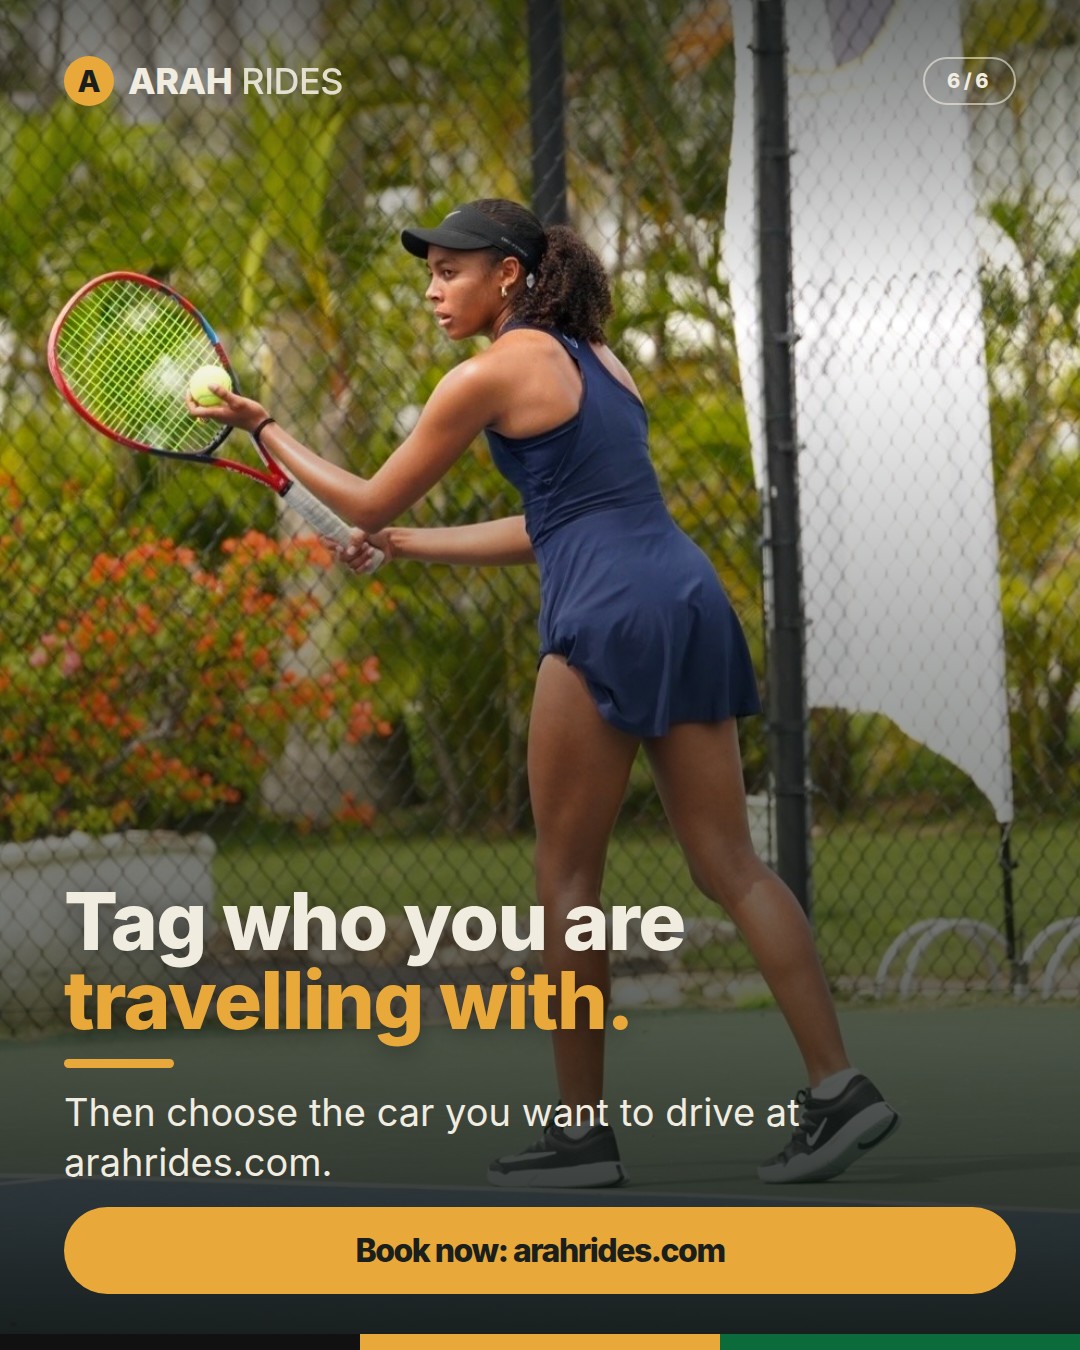 A ARAH RIDES
6/6
Tag who you are
travelling with.
Then choose the car you want to drive at
arahrides.com.
Book now: arahrides.com